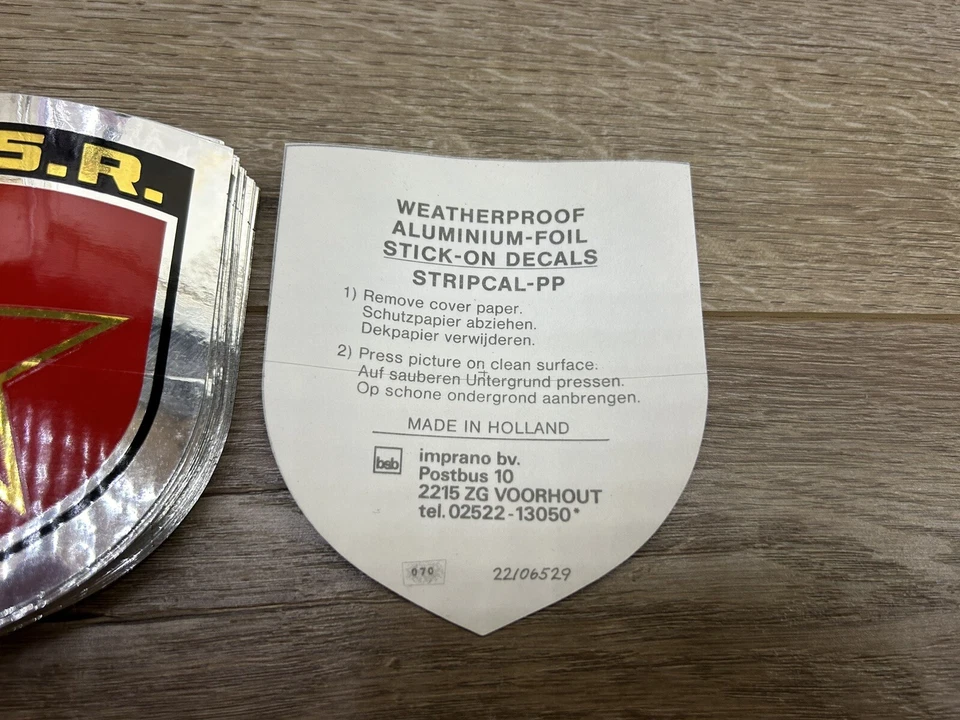 S.R.
WEATHERPROOF
ALUMINIUM-FOIL
STICK-ON DECALS
STRIPCAL-PP
1) Remove cover paper.
Schutzpapier abziehen.
Dekpapier verwijderen.
2) Press picture on clean surface.
Auf sauberen Untergrund pressen.
Op schone ondergrond aanbrengen.
MADE IN HOLLAND
bsb
imprano bv.
Postbus 10
2215 ZG VOORHOUT
tel. 02522-13050*
070
22106529